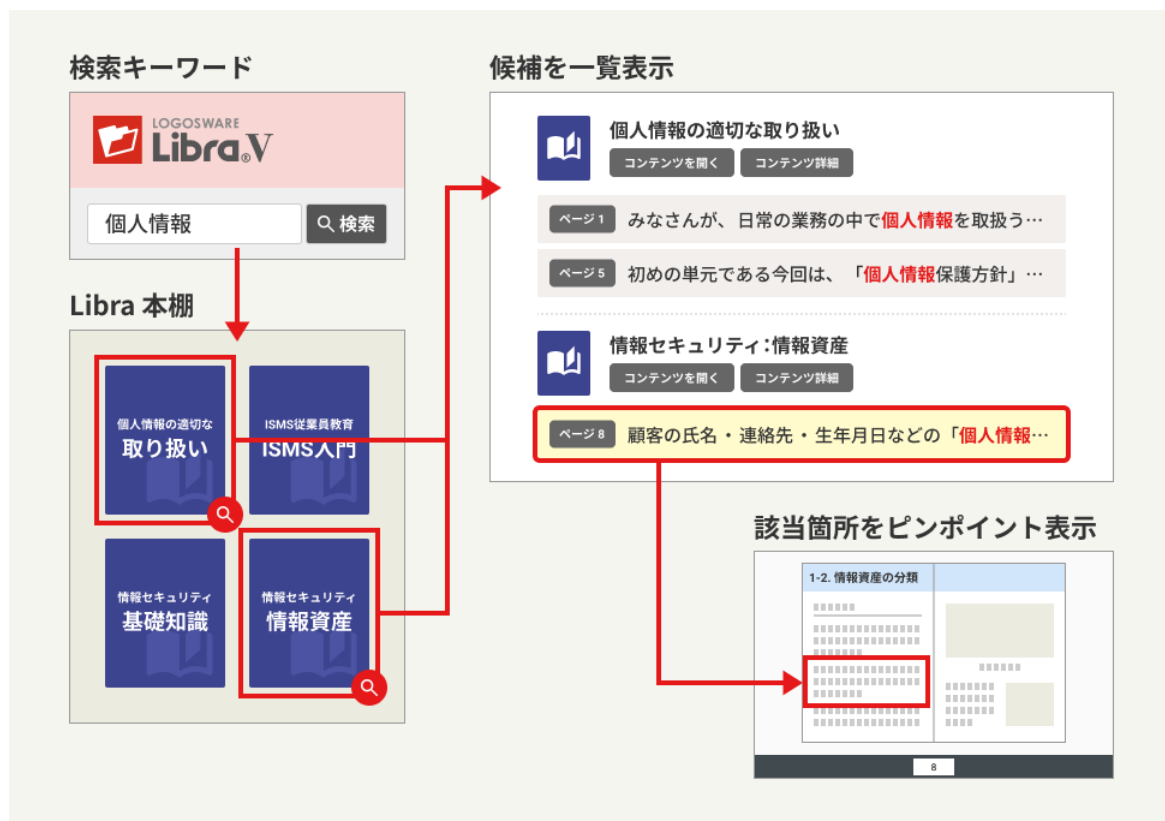 検索キーワード
LOGOSWARE
Libra®V
個人情報
検索
Libra 本棚
個人情報の適切な
取り扱い
ISMS従業員教育
ISMS入門
情報セキュリティ
基礎知識
情報セキュリティ
情報資産
候補を一覧表示
個人情報の適切な取り扱い
コンテンツを開く コンテンツ詳細
ページ 1 みなさんが、日常の業務の中で個人情報を取扱う…
ページ 5 初めの単元である今回は、「個人情報保護方針」…
情報セキュリティ:情報資産
コンテンツを開く コンテンツ詳細
ページ 8 顧客の氏名・連絡先・生年月日などの「個人情報…
該当箇所をピンポイント表示
1-2. 情報資産の分類
8